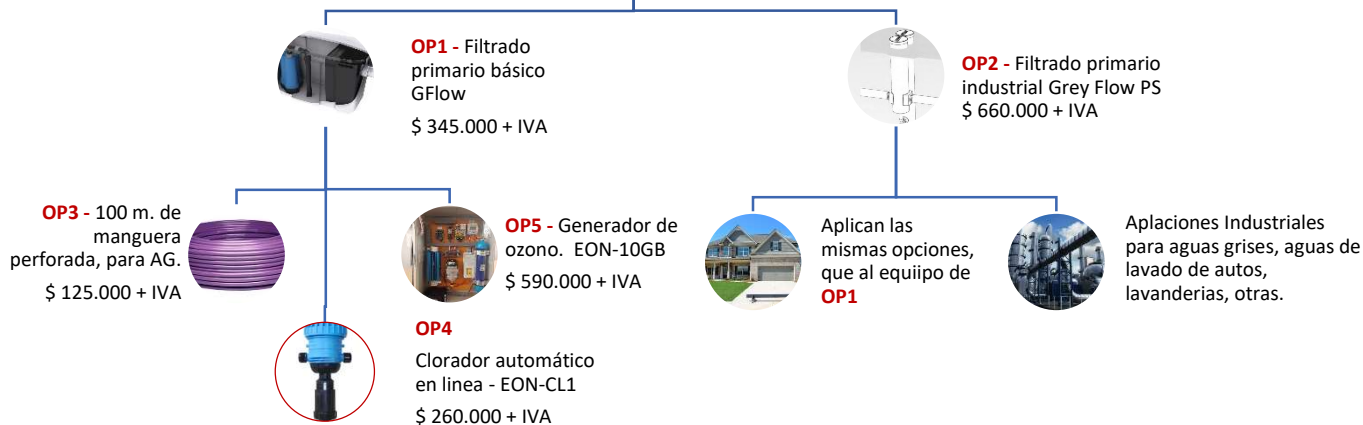 OP1 - Filtrado
primario básico
GFlow
$ 345.000 + IVA
OP2 - Filtrado primario
industrial Grey Flow PS
$ 660.000 + IVA
OP3 - 100 m. de
manguera
perforada, para AG.
$ 125.000 + IVA
OP5 - Generador de
ozono. EON-10GB
$ 590.000 + IVA
Aplican las
mismas opciones,
que al equiipo de
OP1
Aplaciones Industriales
para aguas grises, aguas de
lavado de autos,
lavanderias, otras.
OP4
Clorador automático
en linea - EON-CL1
$ 260.000 + IVA